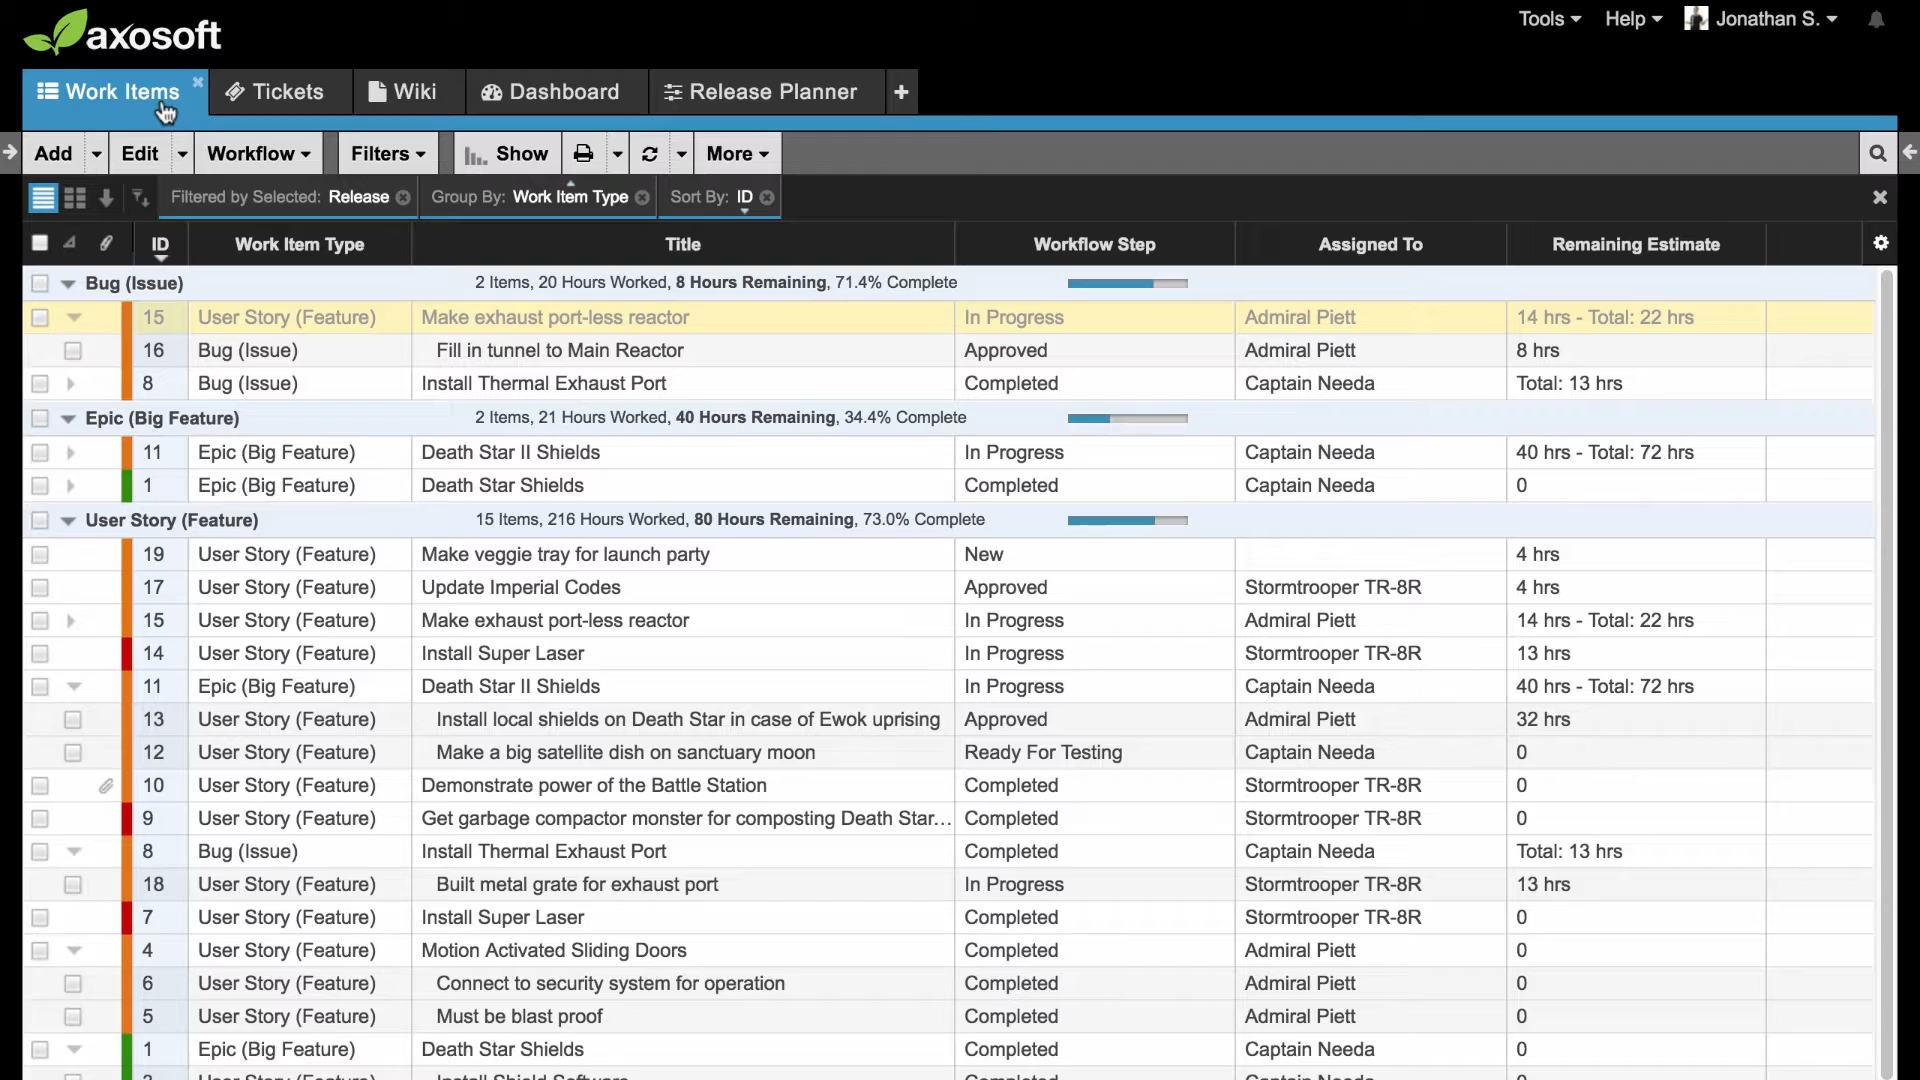 axosoft
Tools Help Jonathan S.
Work Items Tickets Wiki Dashboard Release Planner +
Add Edit Workflow Filters Show More
Filtered by Selected: Release Group By: Work Item Type Sort By: ID
ID Work Item Type Title Workflow Step Assigned To Remaining Estimate
Bug (Issue) 2 Items, 20 Hours Worked, 8 Hours Remaining, 71.4% Complete
15 User Story (Feature) Make exhaust port-less reactor In Progress Admiral Piett 14 hrs - Total: 22 hrs
16 Bug (Issue) Fill in tunnel to Main Reactor Approved Admiral Piett 8 hrs
8 Bug (Issue) Install Thermal Exhaust Port Completed Captain Needa Total: 13 hrs
Epic (Big Feature) 2 Items, 21 Hours Worked, 40 Hours Remaining, 34.4% Complete
11 Epic (Big Feature) Death Star II Shields In Progress Captain Needa 40 hrs - Total: 72 hrs
1 Epic (Big Feature) Death Star Shields Completed Captain Needa 0
User Story (Feature) 15 Items, 216 Hours Worked, 80 Hours Remaining, 73.0% Complete
19 User Story (Feature) Make veggie tray for launch party New 4 hrs
17 User Story (Feature) Update Imperial Codes Approved Stormtrooper TR-8R 4 hrs
15 User Story (Feature) Make exhaust port-less reactor In Progress Admiral Piett 14 hrs - Total: 22 hrs
14 User Story (Feature) Install Super Laser In Progress Stormtrooper TR-8R 13 hrs
11 Epic (Big Feature) Death Star II Shields In Progress Captain Needa 40 hrs - Total: 72 hrs
13 User Story (Feature) Install local shields on Death Star in case of Ewok uprising Approved Admiral Piett 32 hrs
12 User Story (Feature) Make a big satellite dish on sanctuary moon Ready For Testing Captain Needa 0
10 User Story (Feature) Demonstrate power of the Battle Station Completed Stormtrooper TR-8R 0
9 User Story (Feature) Get garbage compactor monster for composting Death Star... Completed Stormtrooper TR-8R 0
8 Bug (Issue) Install Thermal Exhaust Port Completed Captain Needa Total: 13 hrs
18 User Story (Feature) Built metal grate for exhaust port In Progress Stormtrooper TR-8R 13 hrs
7 User Story (Feature) Install Super Laser Completed Stormtrooper TR-8R 0
4 User Story (Feature) Motion Activated Sliding Doors Completed Admiral Piett 0
6 User Story (Feature) Connect to security system for operation Completed Admiral Piett 0
5 User Story (Feature) Must be blast proof Completed Admiral Piett 0
1 Epic (Big Feature) Death Star Shields Completed Captain Needa 0